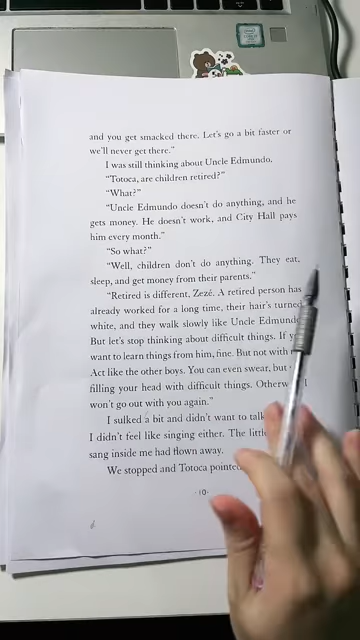 and you get smacked there. Let's go a bit faster or
we'll never get there."
I was still thinking about Uncle Edmundo.
"Totoca, are children retired?"
"What?"
"Uncle Edmundo doesn't do anything, and he
gets money. He doesn't work, and City Hall pays
him every month."
"So what?"
"Well, children don't do anything. They eat,
sleep, and get money from their parents."
"Retired is different, Zezé. A retired person has
already worked for a long time, their hair's turned
white, and they walk slowly like Uncle Edmundo.
But let's stop thinking about difficult things. If
want to learn things from him, fine. But not with
Act like the other boys. You can even swear, but
filling your head with difficult things.
won't go out with you again."
I sulked a bit and didn't want to talk
I didn't feel like singing either. The
sang inside me had flown away.
We stopped and Totoca pointed
·10·